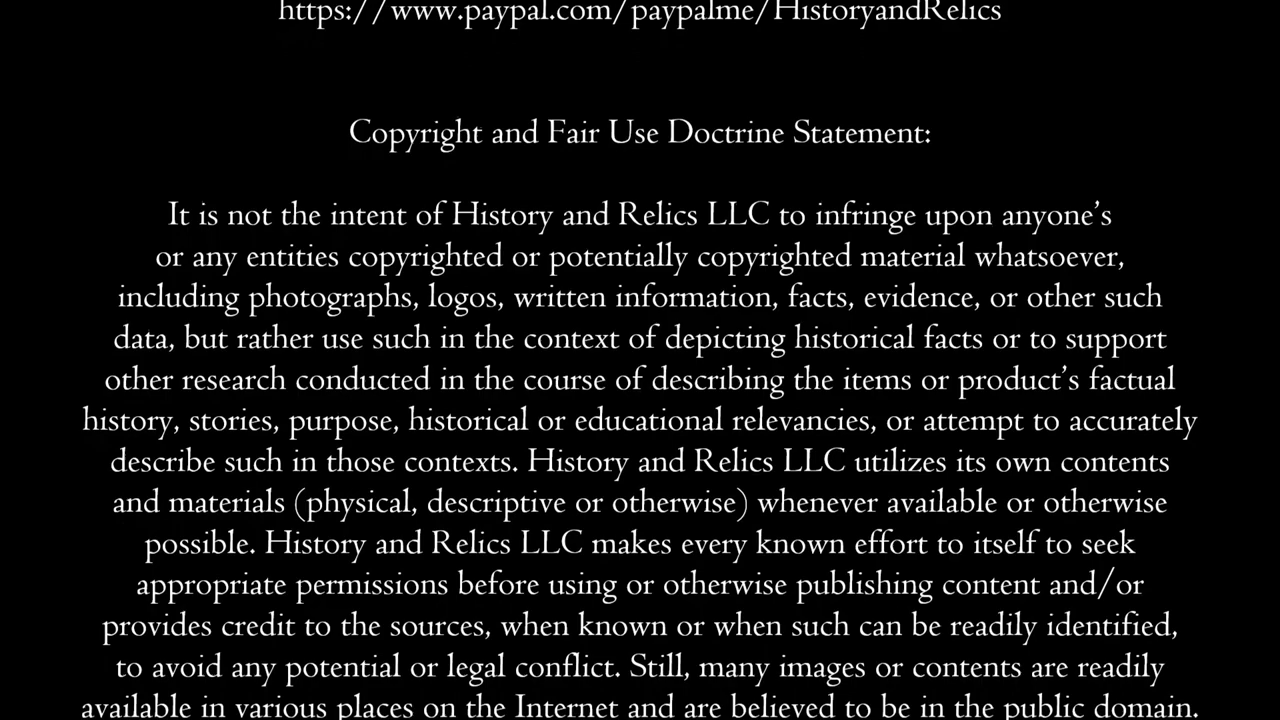 https://www.paypal.com/paypalme/HistoryandRelics
Copyright and Fair Use Doctrine Statement:
It is not the intent of History and Relics LLC to infringe upon anyone’s
or any entities copyrighted or potentially copyrighted material whatsoever,
including photographs, logos, written information, facts, evidence, or other such
data, but rather use such in the context of depicting historical facts or to support
other research conducted in the course of describing the items or product’s factual
history, stories, purpose, historical or educational relevancies, or attempt to accurately
describe such in those contexts. History and Relics LLC utilizes its own contents
and materials (physical, descriptive or otherwise) whenever available or otherwise
possible. History and Relics LLC makes every known effort to itself to seek
appropriate permissions before using or otherwise publishing content and/or
provides credit to the sources, when known or when such can be readily identified,
to avoid any potential or legal conflict. Still, many images or contents are readily
available in various places on the Internet and are believed to be in the public domain.